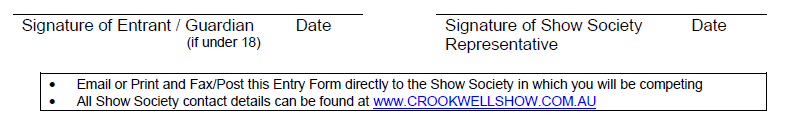 Signature of Entrant / Guardian Date Signature of Show Society Date
(if under 18) Representative
• Email or Print and Fax/Post this Entry Form directly to the Show Society in which you will be competing
• All Show Society contact details can be found at www.CROOKWELLSHOW.COM.AU